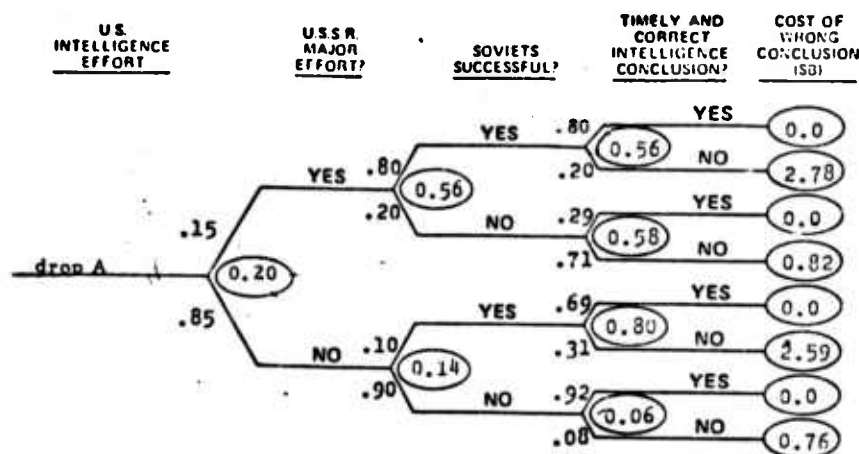 U.S. INTELLIGENCE EFFORT
U.S.S.R. MAJOR EFFORT?
SOVIETS SUCCESSFUL?
TIMELY AND CORRECT INTELLIGENCE CONCLUSION?
COST OF WRONG CONCLUSION ($B)
YES 0.0
YES .80 0.56
.20 NO 2.78
YES .80 0.56
.20
YES 0.0
NO .29 0.58
.71 NO 0.82
.15
drop A 0.20
.85
YES 0.0
YES .69 0.80
.31 NO 2.59
NO .10 0.14
.90
YES 0.0
NO .92 0.06
.08 NO 0.76